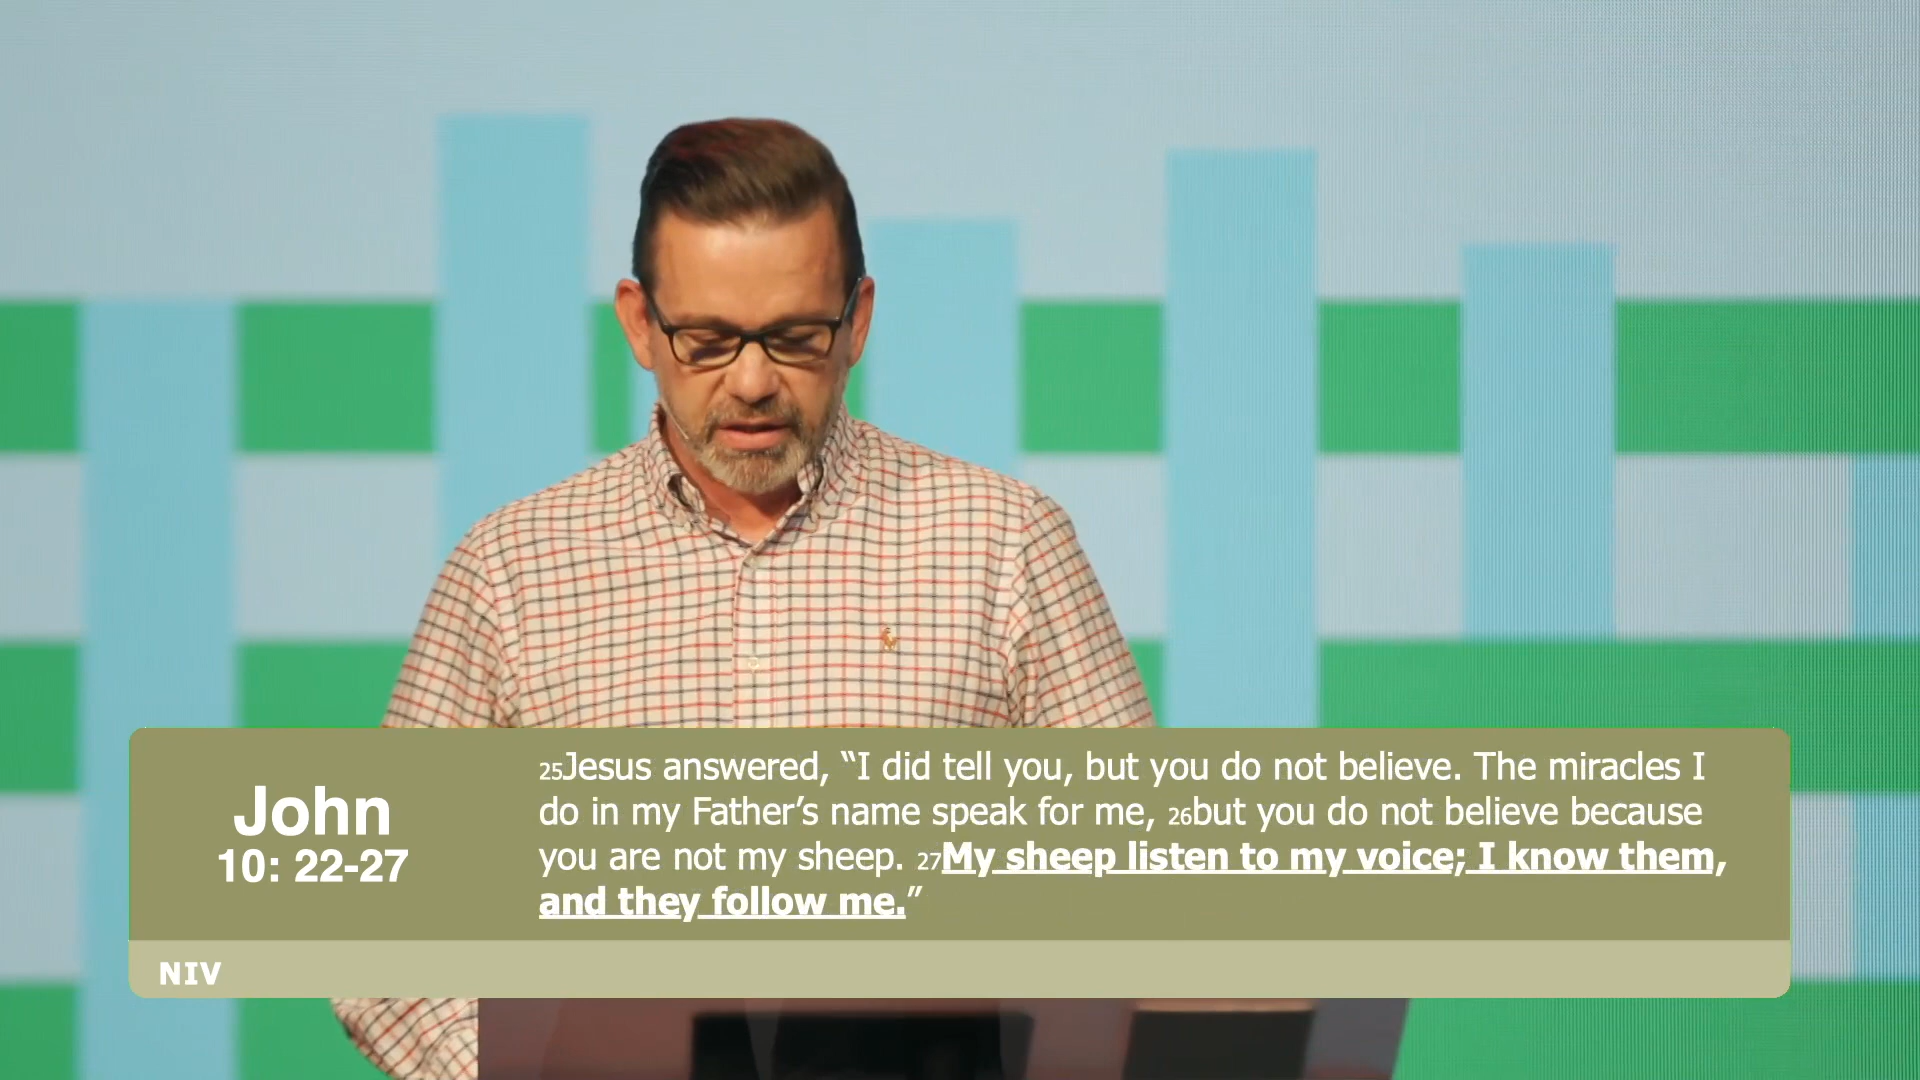 John
10: 22-27
25Jesus answered, “I did tell you, but you do not believe. The miracles I
do in my Father’s name speak for me, 26but you do not believe because
you are not my sheep. 27My sheep listen to my voice; I know them,
and they follow me.”
NIV